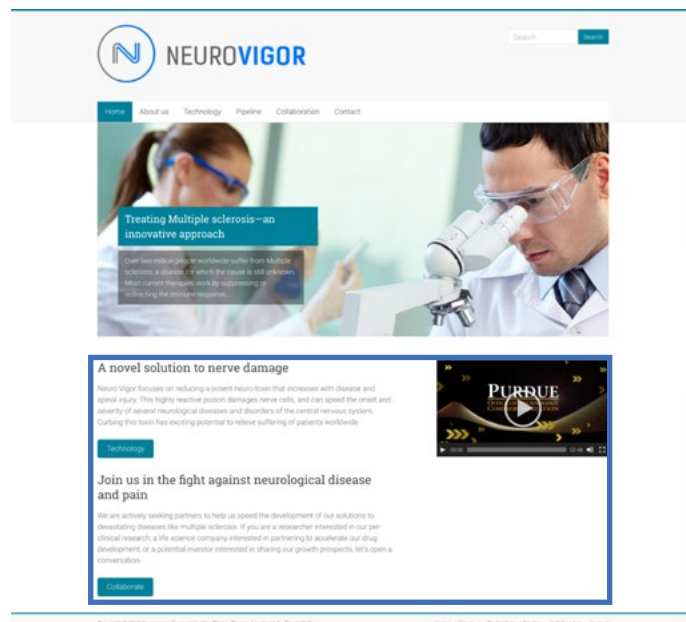 NEUROVIGOR
Search Search
Home About us Technology Pipeline Collaboration Contact
Treating Multiple sclerosis—an
innovative approach
Over two million people worldwide suffer from Multiple
sclerosis, a disease for which the cause is still unknown.
Most current therapies work by suppressing or
redirecting the immune response...
A novel solution to nerve damage
Neuro Vigor focuses on reducing a potent neuro-toxin that increases with disease and
spinal injury. This highly reactive poison damages nerve cells, and can speed the onset and
severity of several neurological diseases and disorders of the central nervous system.
Curbing this toxin has exciting potential to relieve suffering of patients worldwide.
Technology
PURDUE
Join us in the fight against neurological disease
and pain
We are actively seeking partners to help us speed the development of our solutions to
devastating diseases like multiple sclerosis. If you are a researcher interested in our per-
clinical research, a life science company interested in partnering to accelerate our drug
development, or a potential investor interested in sharing our growth prospects, let's open a
conversation.
Collaborate